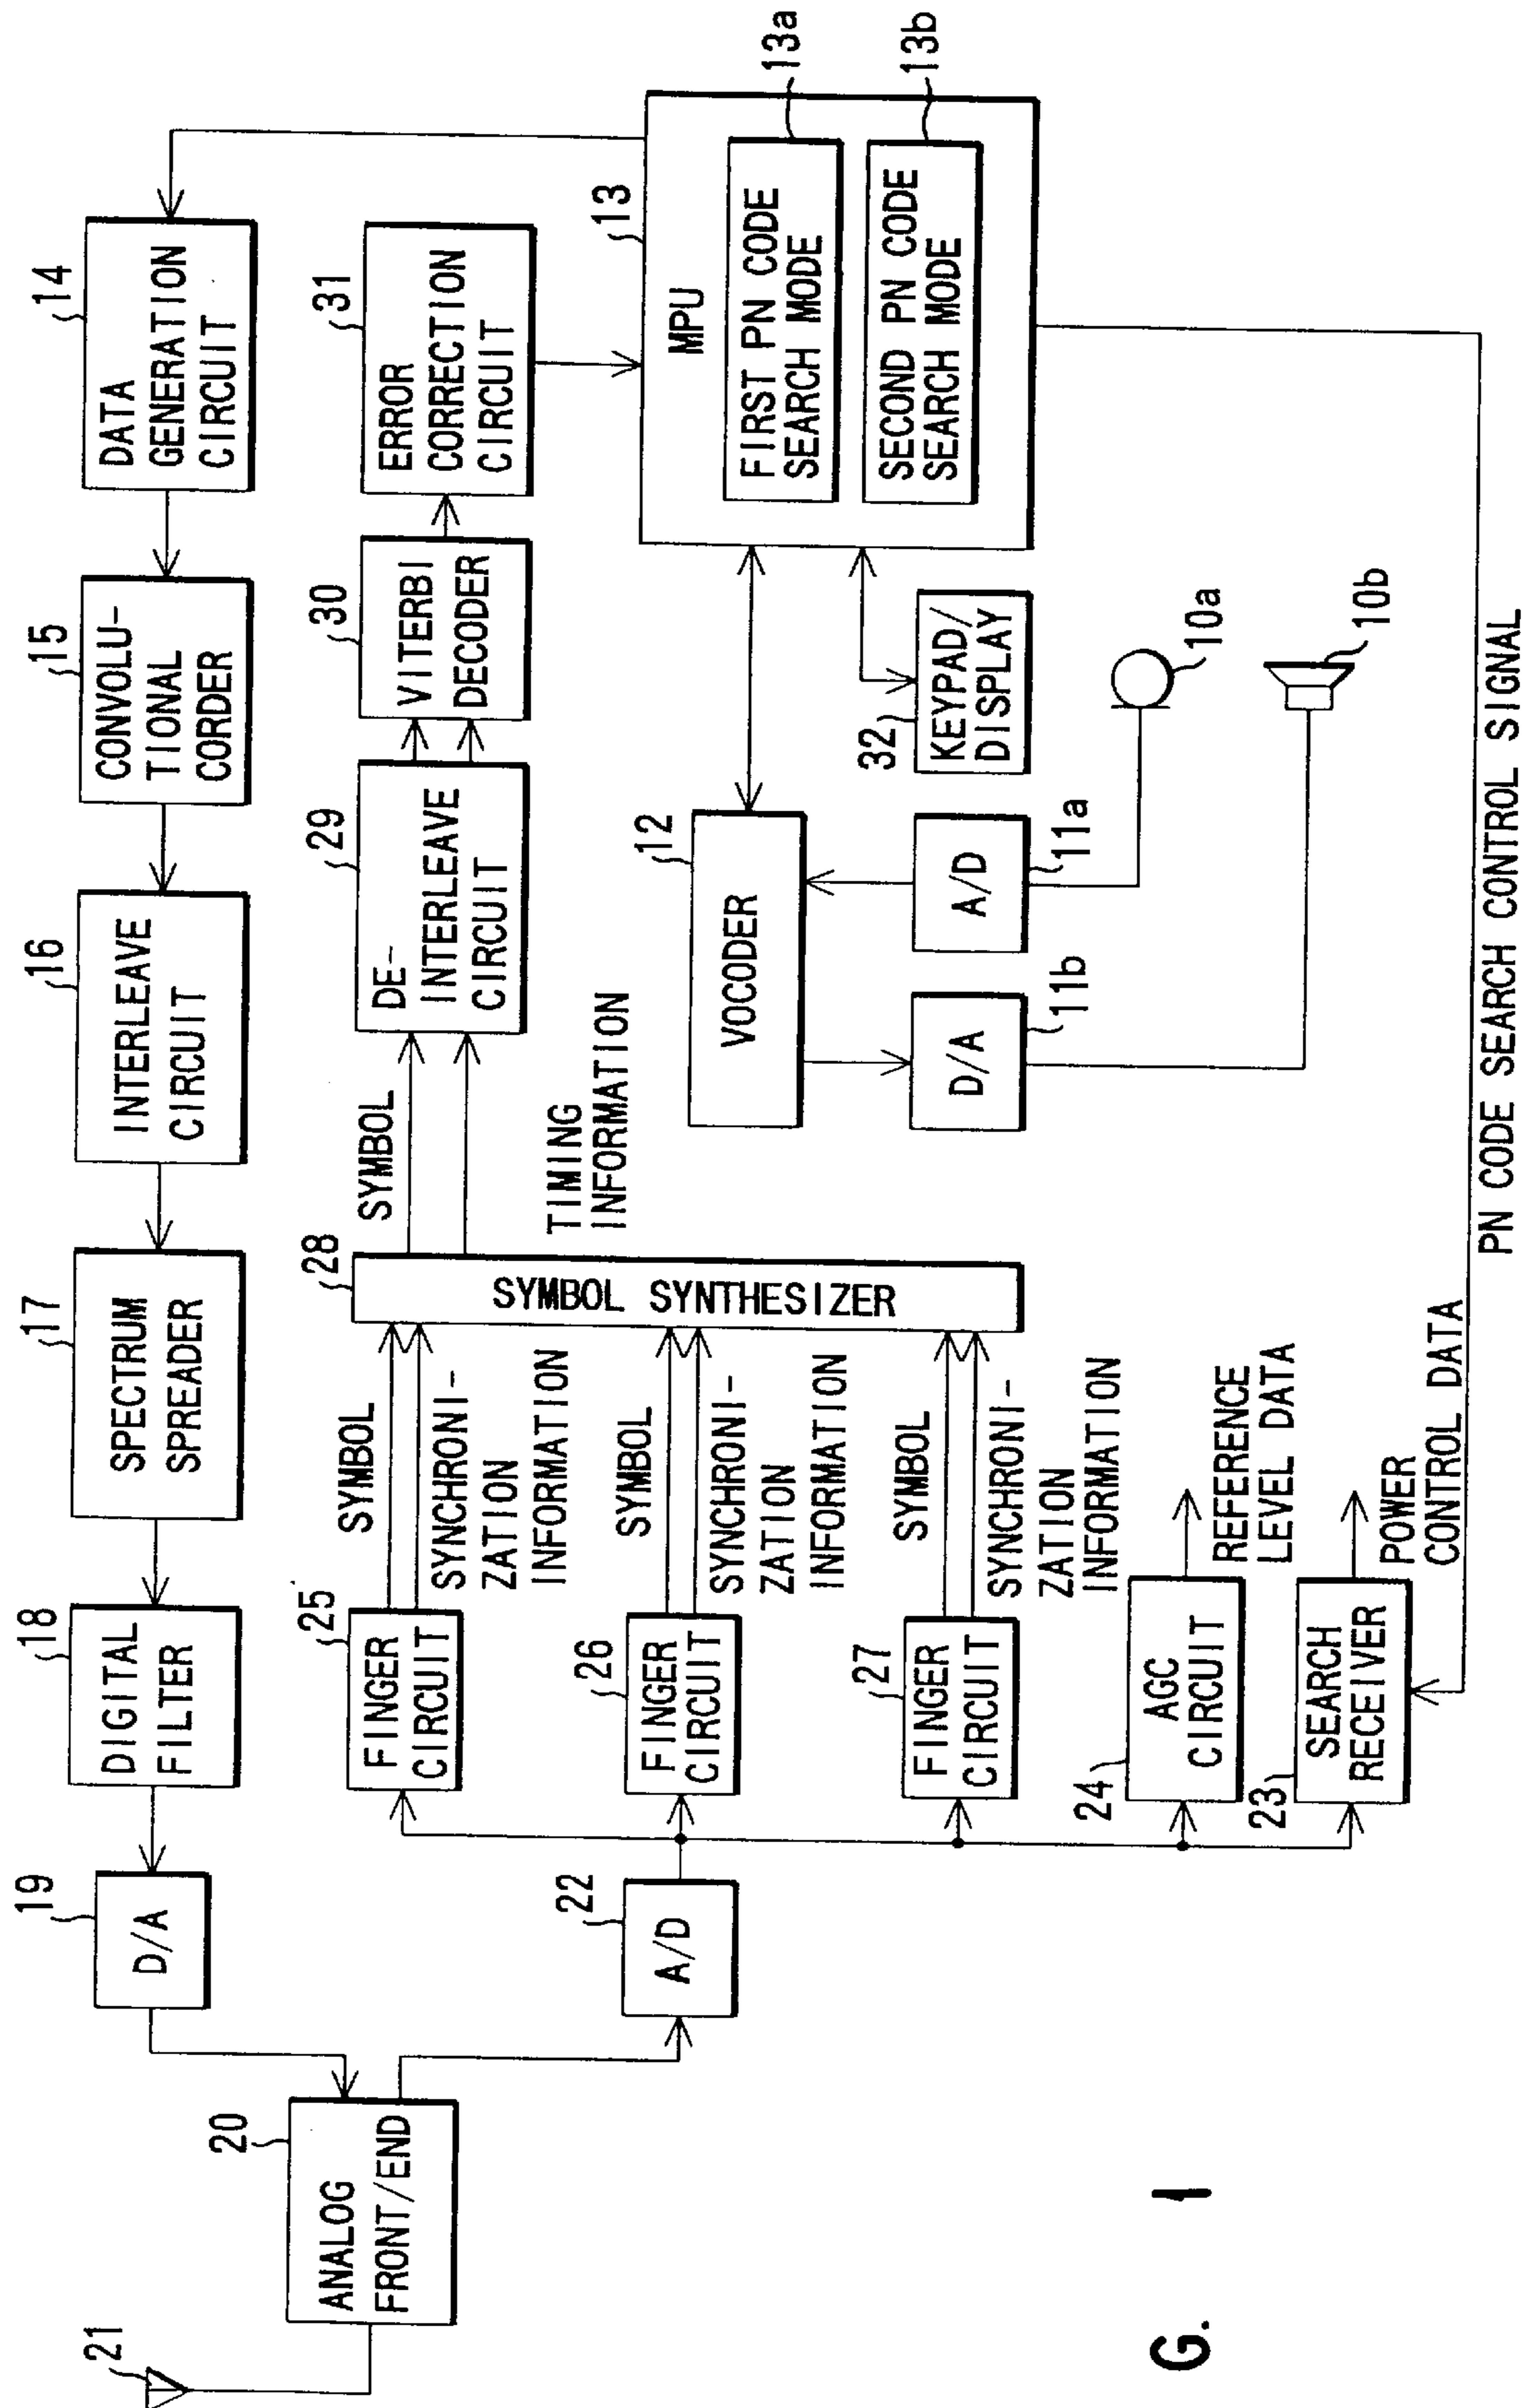 21
20
ANALOG
FRONT/END
19
D/A
18
DIGITAL
FILTER
17
SPECTRUM
SPREADER
16
INTERLEAVE
CIRCUIT
15
CONVOLU-
TIONAL
CORDER
14
DATA
GENERATION
CIRCUIT
22
A/D
25
FINGER
CIRCUIT
SYMBOL
SYNCHRONI-
ZATION
INFORMATION
26
FINGER
CIRCUIT
SYMBOL
SYNCHRONI-
ZATION
INFORMATION
27
FINGER
CIRCUIT
SYMBOL
SYNCHRONI-
ZATION
INFORMATION
24
AGC
CIRCUIT
REFERENCE
LEVEL DATA
23
SEARCH
RECEIVER
POWER
CONTROL DATA
28
SYMBOL SYNTHESIZER
SYMBOL
TIMING
INFORMATION
29
DE-
INTERLEAVE
CIRCUIT
30
VITERBI
DECODER
31
ERROR
CORRECTION
CIRCUIT
13
MPU
FIRST PN CODE
SEARCH MODE
13a
SECOND PN CODE
SEARCH MODE
13b
12
VOCODER
32
KEYPAD/
DISPLAY
A/D
11a
D/A
11b
10a
10b
PN CODE SEARCH CONTROL SIGNAL
G. 1